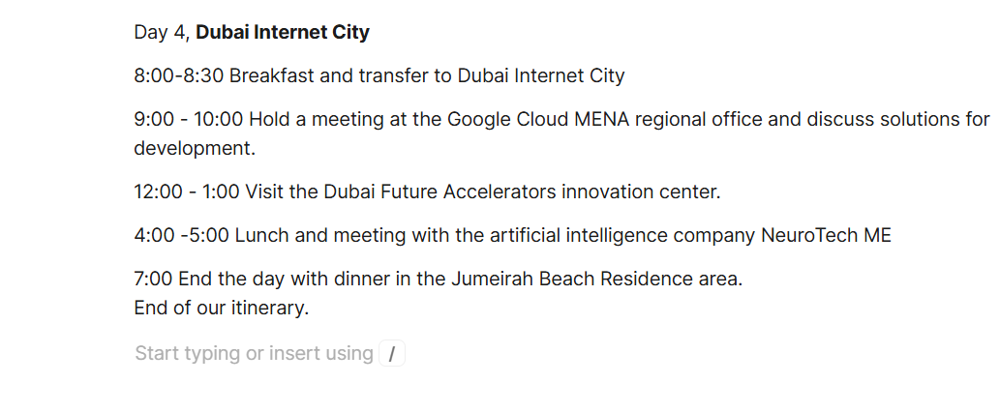 Day 4, Dubai Internet City
8:00-8:30 Breakfast and transfer to Dubai Internet City
9:00 - 10:00 Hold a meeting at the Google Cloud MENA regional office and discuss solutions for
development.
12:00 - 1:00 Visit the Dubai Future Accelerators innovation center.
4:00 -5:00 Lunch and meeting with the artificial intelligence company NeuroTech ME
7:00 End the day with dinner in the Jumeirah Beach Residence area.
End of our itinerary.
Start typing or insert using /